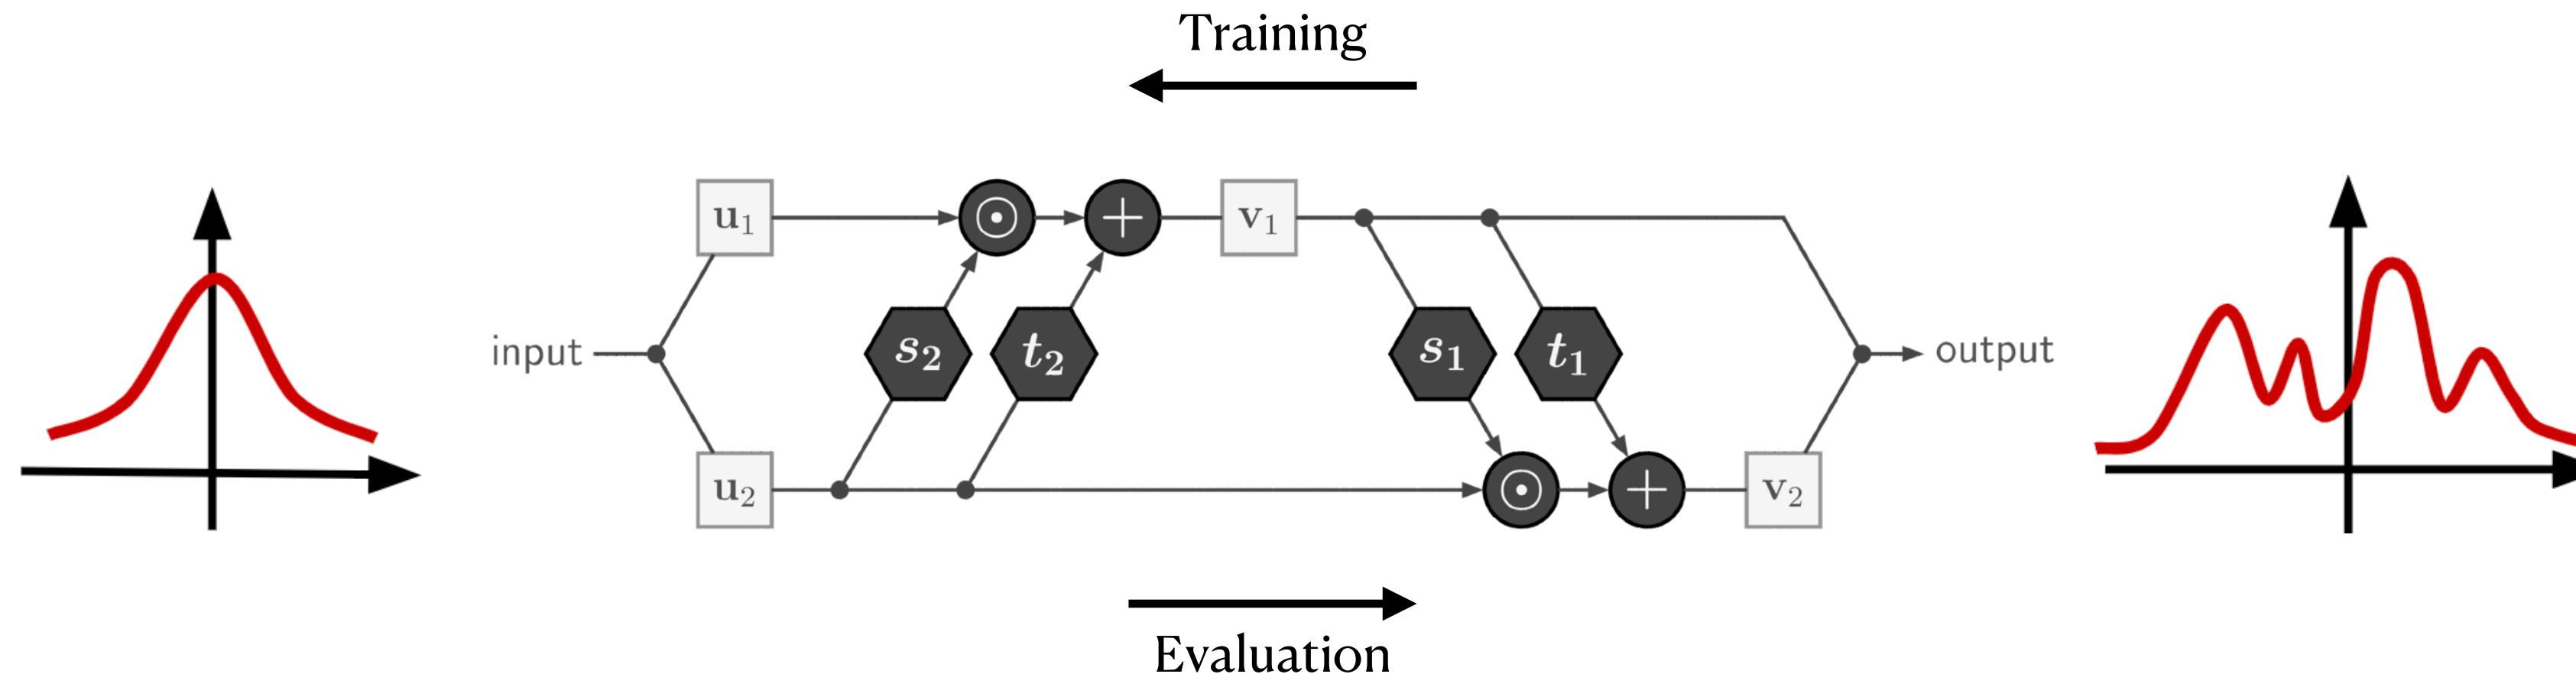 Training
u₁
⊙
+
v₁
input
s₂
t₂
s₁
t₁
output
u₂
⊙
+
v₂
Evaluation